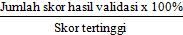 Jumlah skor hasil validasi x 100%
Skor tertinggi